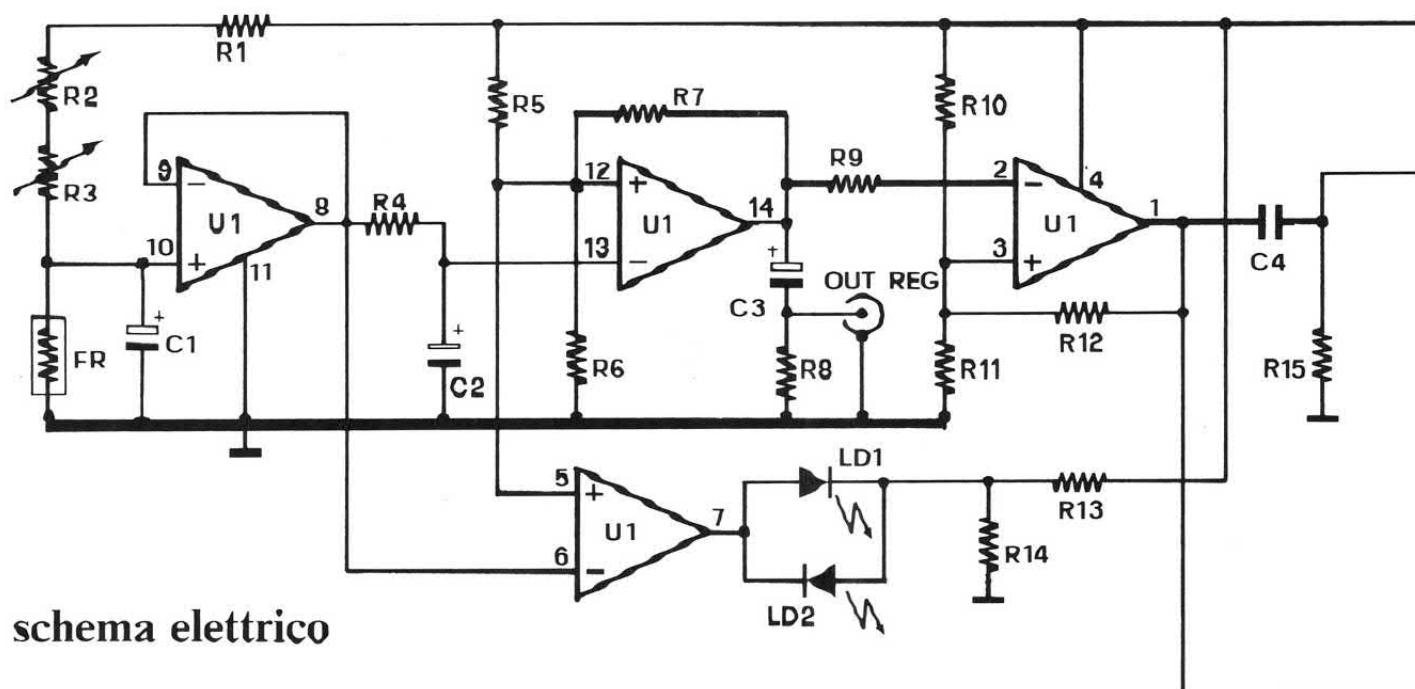 R1
R2
R5
R7
R10
R3
9
−
12
+
R9
2
−
4
8
R4
U1
14
U1
U1
1
10
+
13
−
3
+
11
OUT REG
C4
+
C3
FR
+
C1
+
C2
R6
R8
R11
R12
R15
5
+
LD1
7
U1
R13
6
−
R14
LD2
schema elettrico